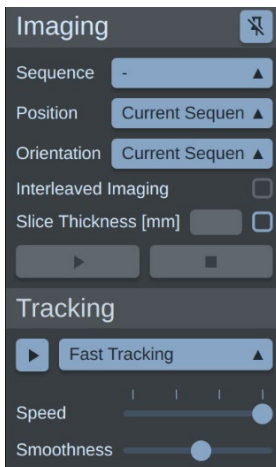 Imaging
Sequence -
Position Current Sequen
Orientation Current Sequen
Interleaved Imaging
Slice Thickness [mm]
Tracking
Fast Tracking
Speed
Smoothness